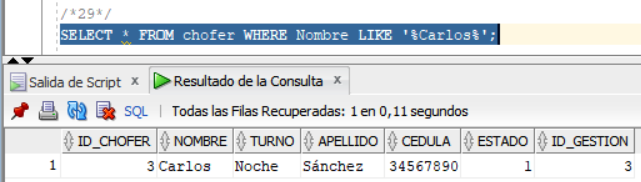 /*29*/
SELECT * FROM chofer WHERE Nombre LIKE '%Carlos%';
Salida de Script x Resultado de la Consulta x
SQL | Todas las Filas Recuperadas: 1 en 0,11 segundos
ID_CHOFER NOMBRE TURNO APELLIDO CEDULA ESTADO ID_GESTION
1 3 Carlos Noche Sánchez 34567890 1 3